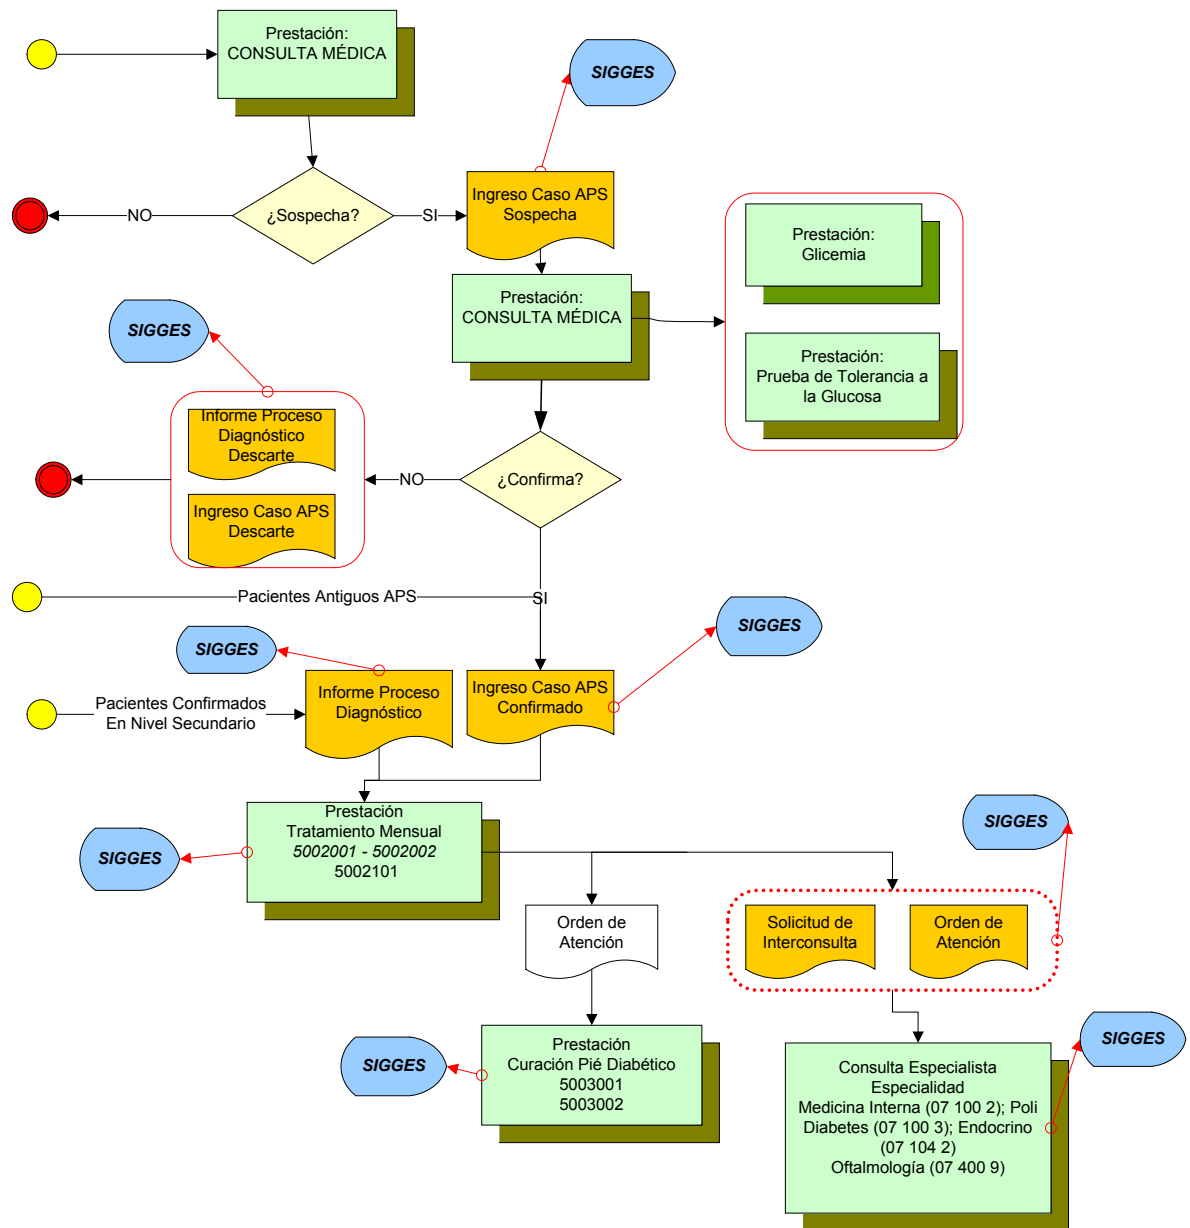 Prestación:
CONSULTA MÉDICA
SIGGES
NO
¿Sospecha?
SI
Ingreso Caso APS
Sospecha
Prestación:
Glicemia
Prestación:
CONSULTA MÉDICA
SIGGES
Prestación:
Prueba de Tolerancia a
la Glucosa
Informe Proceso
Diagnóstico
Descarte
NO
¿Confirma?
Ingreso Caso APS
Descarte
Pacientes Antiguos APS
SI
SIGGES
SIGGES
Pacientes Confirmados
En Nivel Secundario
Informe Proceso
Diagnóstico
Ingreso Caso APS
Confirmado
Prestación
Tratamiento Mensual
5002001 - 5002002
5002101
SIGGES
SIGGES
Orden de
Atención
Solicitud de
Interconsulta
Orden de
Atención
SIGGES
Prestación
Curación Pié Diabético
5003001
5003002
SIGGES
Consulta Especialista
Especialidad
Medicina Interna (07 100 2); Poli
Diabetes (07 100 3); Endocrino
(07 104 2)
Oftalmología (07 400 9)